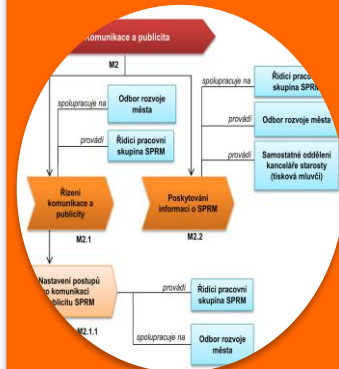 Komunikace a publicita
M2
spolupracuje na
Odbor rozvoje
města
provádí
Řídicí pracovní
skupina SPRM
spolupracuje na
Řídicí pracovní
skupina SPRM
provádí
Odbor rozvoje města
provádí
Samostatné oddělení
kanceláře starosty
(tisková mluvčí)
Řízení
komunikace a
publicity
M2.1
Poskytování
informací o SPRM
M2.2
Nastavení postupů
komunikaci
publicitu SPRM
M2.1.1
provádí
Řídicí pracovní
skupina SPRM
spolupracuje na
Odbor rozvoje
města